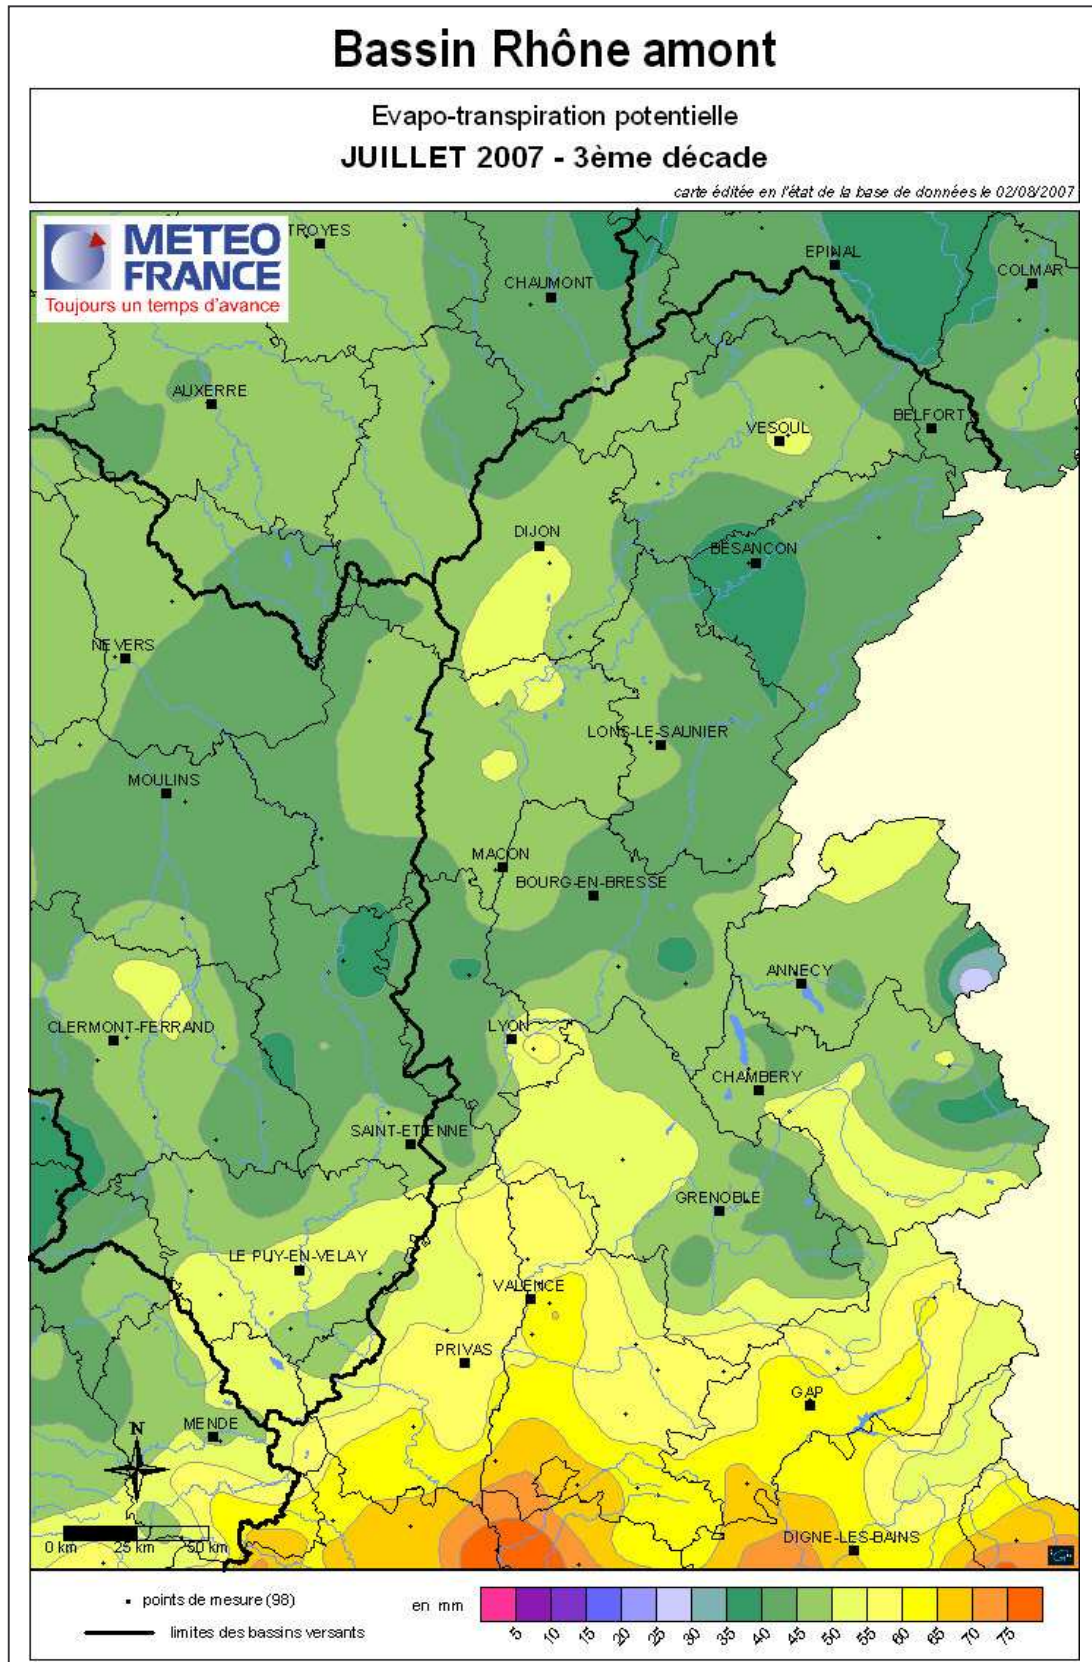 Bassin Rhône amont
Evapo-transpiration potentielle
JUILLET 2007 - 3ème décade
carte éditée en l'état de la base de données le 02/08/2007
METEO
FRANCE
Toujours un temps d'avance
TROYES
CHAUMONT
EPINAL
COLMAR
AUXERRE
VESOUL
BELFORT
DIJON
BESANCON
NEVERS
LONS-LE-SAUNIER
MOULINS
MACON
BOURG-EN-BRESSE
ANNECY
CLERMONT-FERRAND
LYON
CHAMBERY
SAINT-ETIENNE
GRENOBLE
LE PUY-EN-VELAY
VALENCE
PRIVAS
GAP
MENDE
N
DIGNE-LES-BAINS
0 km 25 km 50 km
points de mesure (98)
limites des bassins versants
en mm
5 10 15 20 25 30 35 40 45 50 55 60 65 70 75